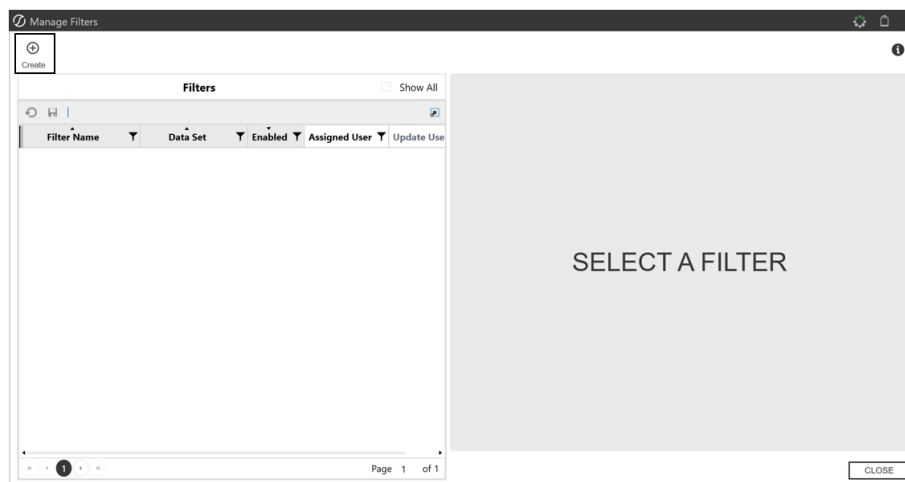 Manage Filters
Create
Filters
Show All
Filter Name
Data Set
Enabled
Assigned User
Update Use
SELECT A FILTER
1
Page 1 of 1
CLOSE